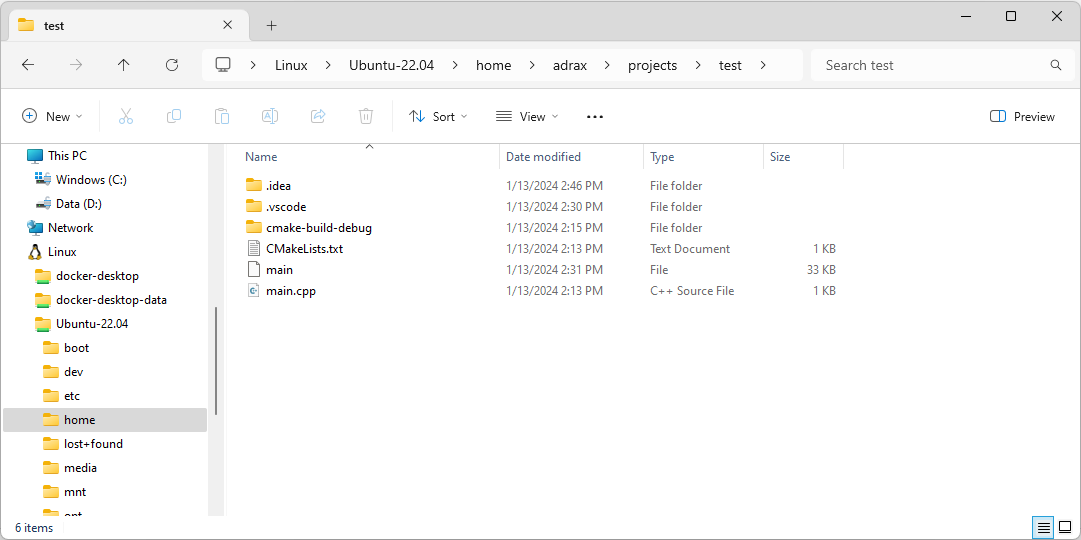 test
Linux Ubuntu-22.04 home adrax projects test
Search test
New Sort View Preview
This PC
Windows (C:)
Data (D:)
Network
Linux
docker-desktop
docker-desktop-data
Ubuntu-22.04
boot
dev
etc
home
lost+found
media
mnt
opt
Name Date modified Type Size
.idea 1/13/2024 2:46 PM File folder
.vscode 1/13/2024 2:30 PM File folder
cmake-build-debug 1/13/2024 2:15 PM File folder
CMakeLists.txt 1/13/2024 2:13 PM Text Document 1 KB
main 1/13/2024 2:31 PM File 33 KB
main.cpp 1/13/2024 2:13 PM C++ Source File 1 KB
6 items